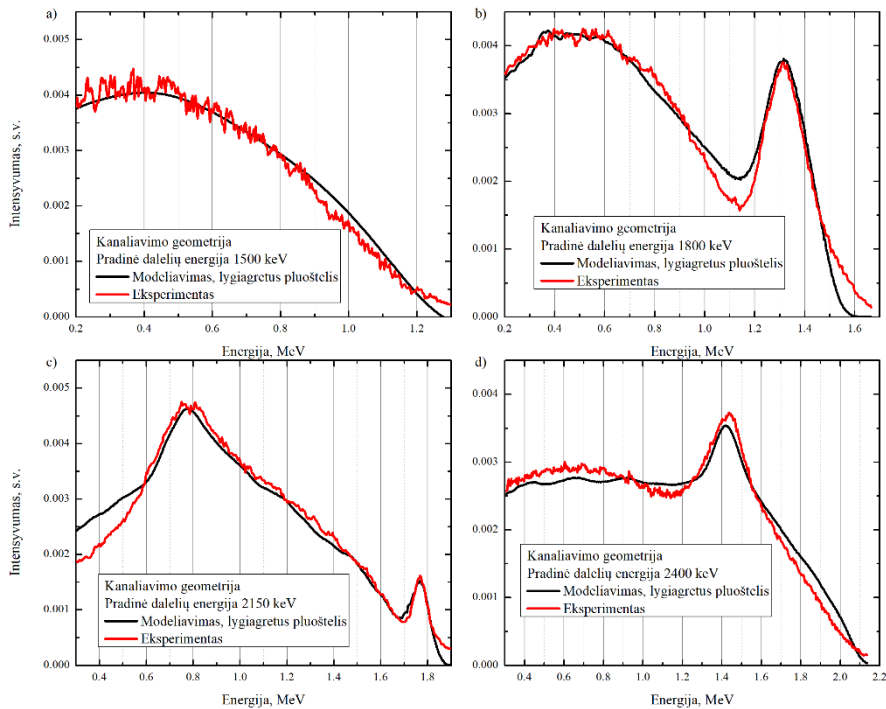 a)
Intensyvumas, s.v.
0.005
0.004
0.003
0.002
0.001
0.000
Kanaliavimo geometrija
Pradinė dalelių energija 1500 keV
Modeliavimas, lygiagretus pluoštelis
Eksperimentas
0.2 0.4 0.6 0.8 1.0 1.2
Energija, MeV
b)
0.004
0.003
0.002
0.001
0.000
Kanaliavimo geometrija
Pradinė dalelių energija 1800 keV
Modeliavimas, lygiagretus pluoštelis
Eksperimentas
0.2 0.4 0.6 0.8 1.0 1.2 1.4 1.6
Energija, MeV
c)
Intensyvumas, s.v.
0.005
0.004
0.003
0.002
0.001
0.000
Kanaliavimo geometrija
Pradinė dalelių energija 2150 keV
Modeliavimas, lygiagretus pluoštelis
Eksperimentas
0.4 0.6 0.8 1.0 1.2 1.4 1.6 1.8
Energija, MeV
d)
0.004
0.003
0.002
0.001
0.000
Kanaliavimo geometrija
Pradinė dalelių energija 2400 keV
Modeliavimas, lygiagretus pluoštelis
Eksperimentas
0.4 0.6 0.8 1.0 1.2 1.4 1.6 1.8 2.0 2.2
Energija, MeV